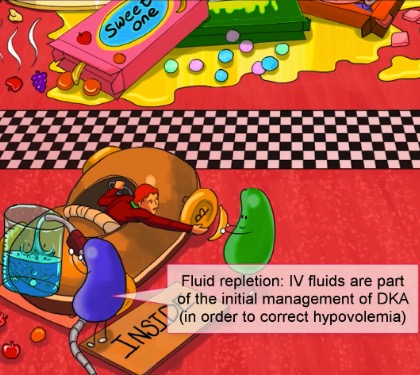 Sweet
one
INSID
Fluid repletion: IV fluids are part
of the initial management of DKA
(in order to correct hypovolemia)